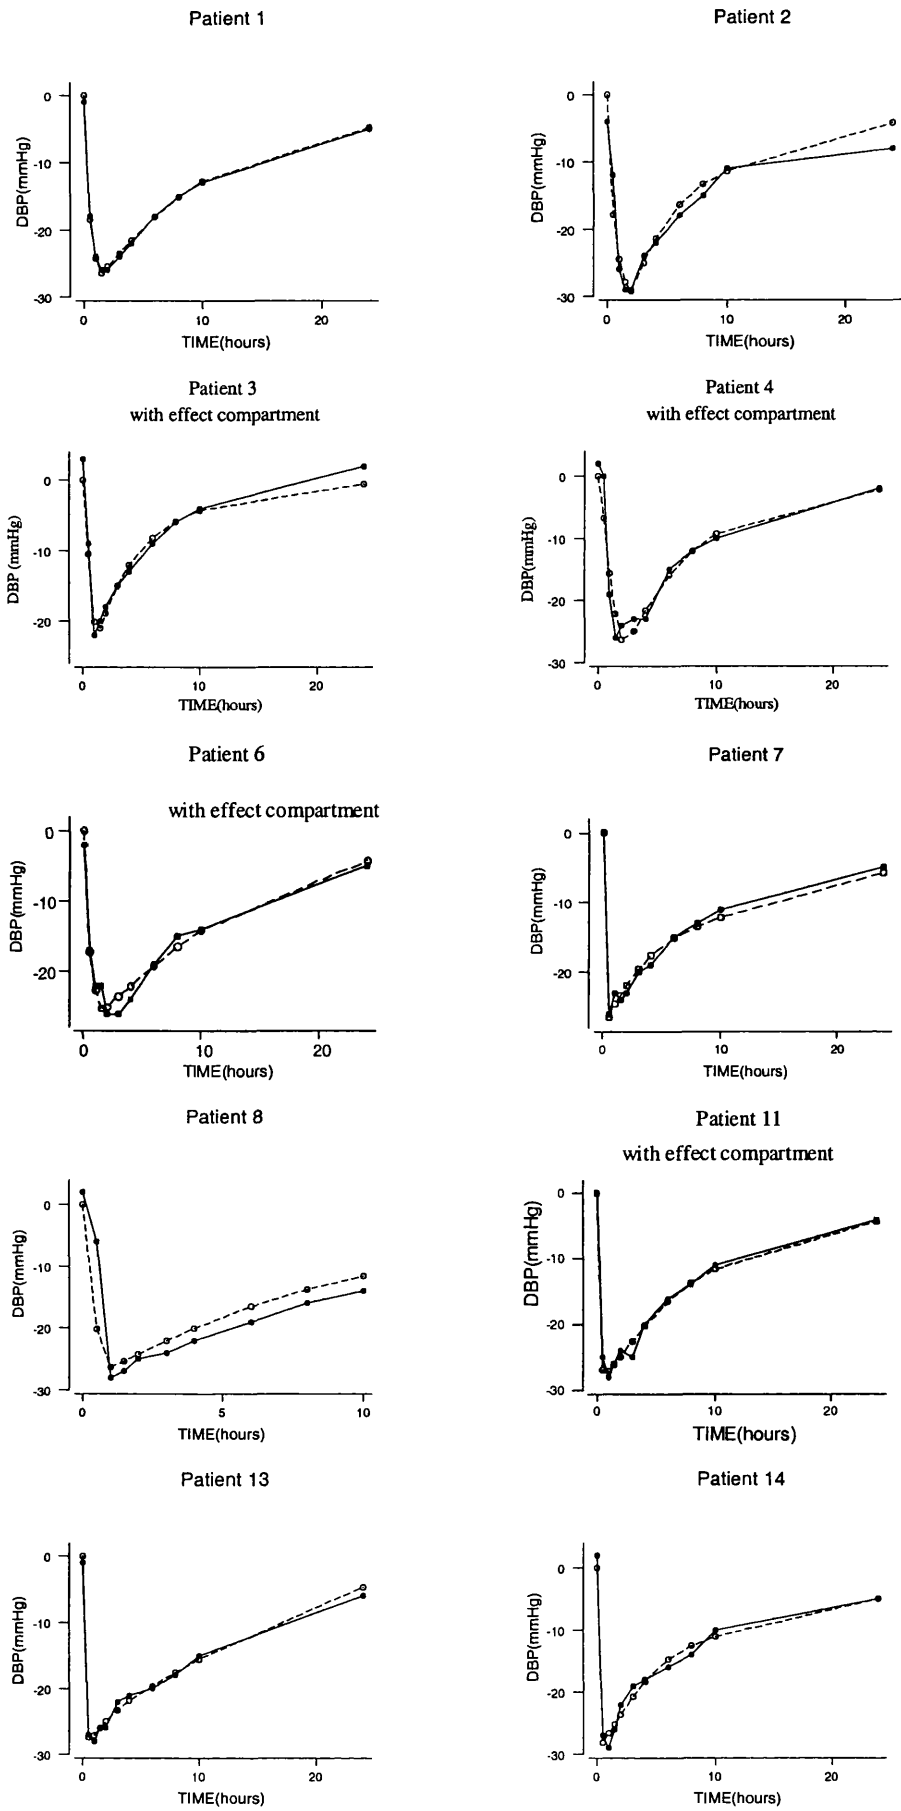 Patient 1
Patient 2
0
-10
-20
-30
DBP(mmHg)
0
10
20
TIME(hours)
0
-10
-20
-30
DBP(mmHg)
0
10
20
TIME(hours)
Patient 3
with effect compartment
Patient 4
with effect compartment
0
-10
-20
DBP (mmHg)
0
10
20
TIME(hours)
0
-10
-20
-30
DBP(mmHg)
0
10
20
TIME(hours)
Patient 6
with effect compartment
Patient 7
0
-10
-20
DBP(mmHg)
0
10
20
TIME(hours)
0
-10
-20
DBP(mmHg)
0
10
20
TIME(hours)
Patient 8
Patient 11
with effect compartment
0
-10
-20
-30
DBP(mmHg)
0
5
10
TIME(hours)
0
-10
-20
-30
DBP(mmHg)
0
10
20
TIME(hours)
Patient 13
Patient 14
0
-10
-20
-30
DBP(mmHg)
0
10
20
TIME(hours)
0
-10
-20
-30
DBP(mmHg)
0
10
20
TIME(hours)